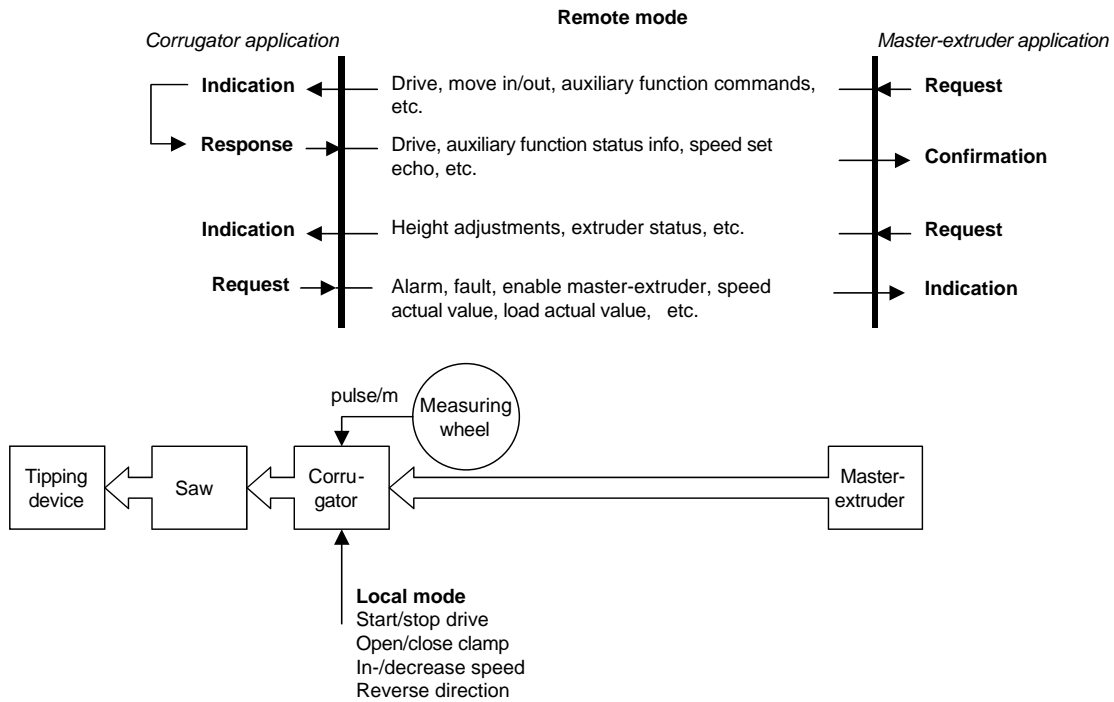 Remote mode
Corrugator application
Master-extruder application
Indication
Drive, move in/out, auxiliary function commands,
etc.
Request
Response
Drive, auxiliary function status info, speed set
echo, etc.
Confirmation
Indication
Height adjustments, extruder status, etc.
Request
Request
Alarm, fault, enable master-extruder, speed
actual value, load actual value, etc.
Indication
pulse/m
Measuring
wheel
Tipping
device
Saw
Corru-
gator
Master-
extruder
Local mode
Start/stop drive
Open/close clamp
In-/decrease speed
Reverse direction